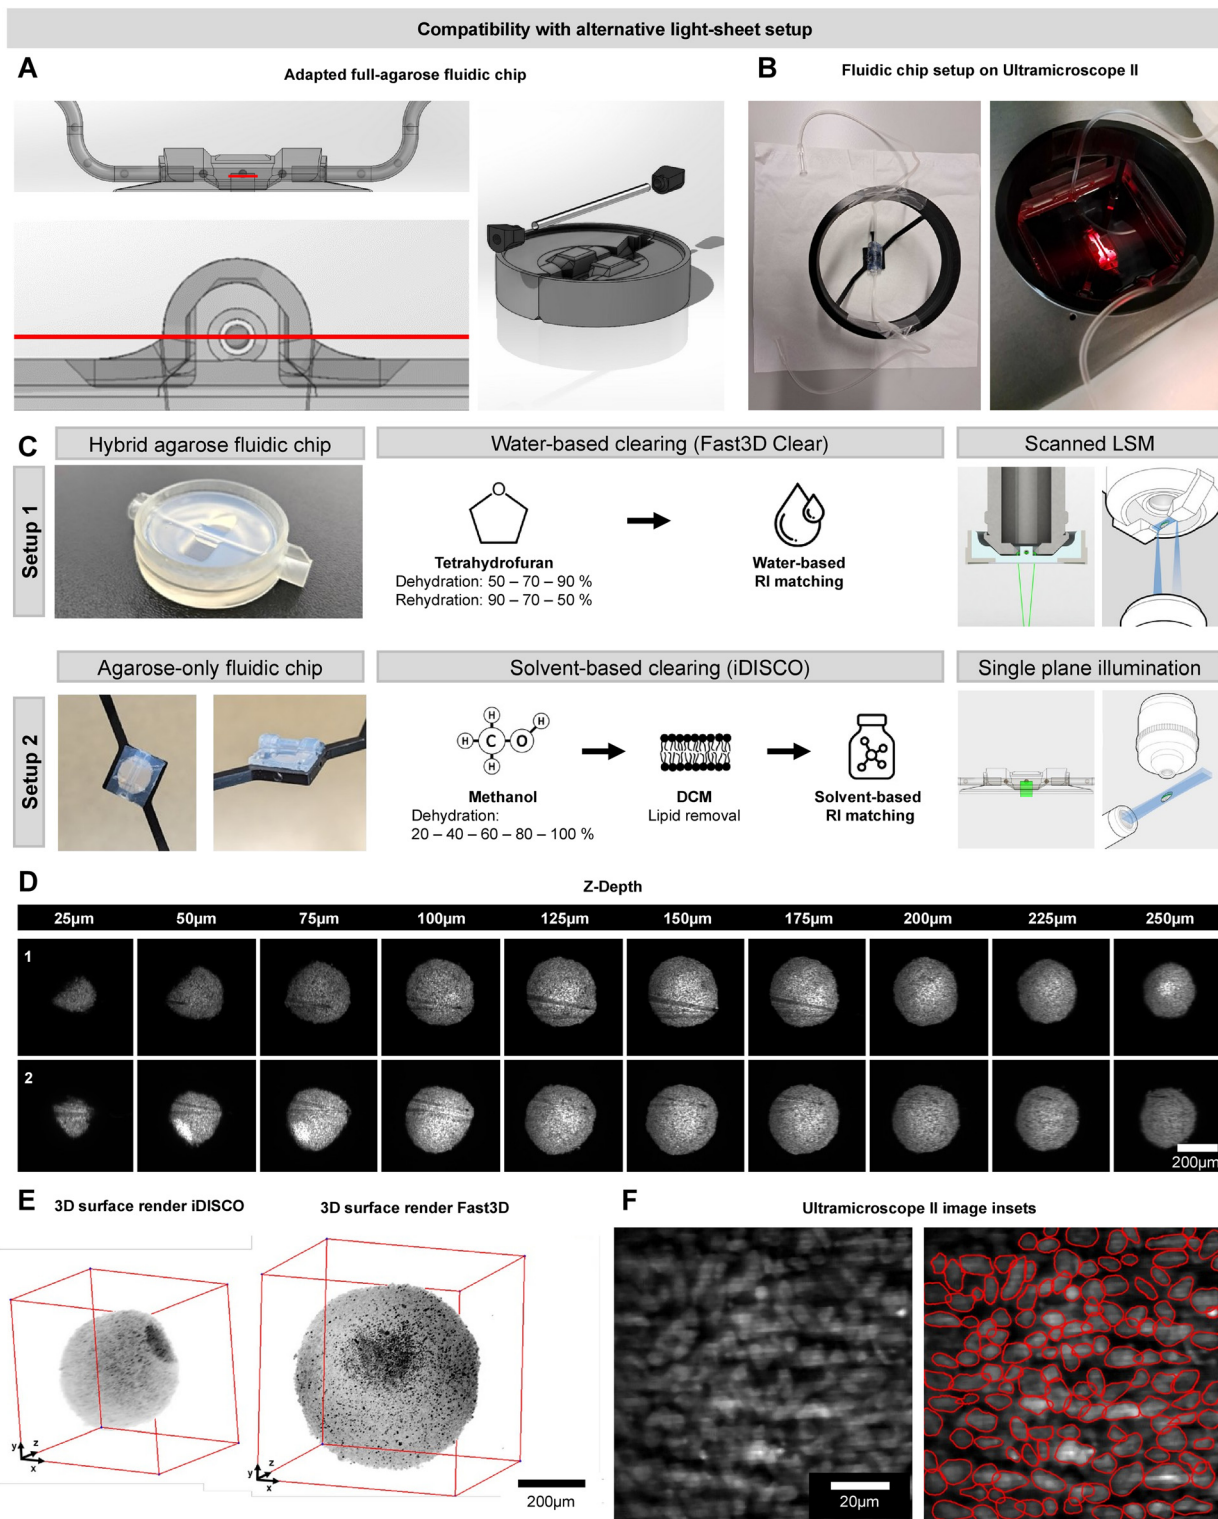 Compatibility with alternative light-sheet setup
A
Adapted full-agarose fluidic chip
B
Fluidic chip setup on Ultramicroscope II
C
Hybrid agarose fluidic chip
Water-based clearing (Fast3D Clear)
Scanned LSM
Setup 1
O
Tetrahydrofuran
Dehydration: 50 – 70 – 90 %
Rehydration: 90 – 70 – 50 %
Water-based
RI matching
Agarose-only fluidic chip
Solvent-based clearing (iDISCO)
Single plane illumination
Setup 2
H
H
H C O
H
Methanol
Dehydration:
20 – 40 – 60 – 80 – 100 %
DCM
Lipid removal
Solvent-based
RI matching
D
Z-Depth
25µm 50µm 75µm 100µm 125µm 150µm 175µm 200µm 225µm 250µm
1
2
200µm
E
3D surface render iDISCO
3D surface render Fast3D
y z x
y z x
200µm
F
Ultramicroscope II image insets
20µm